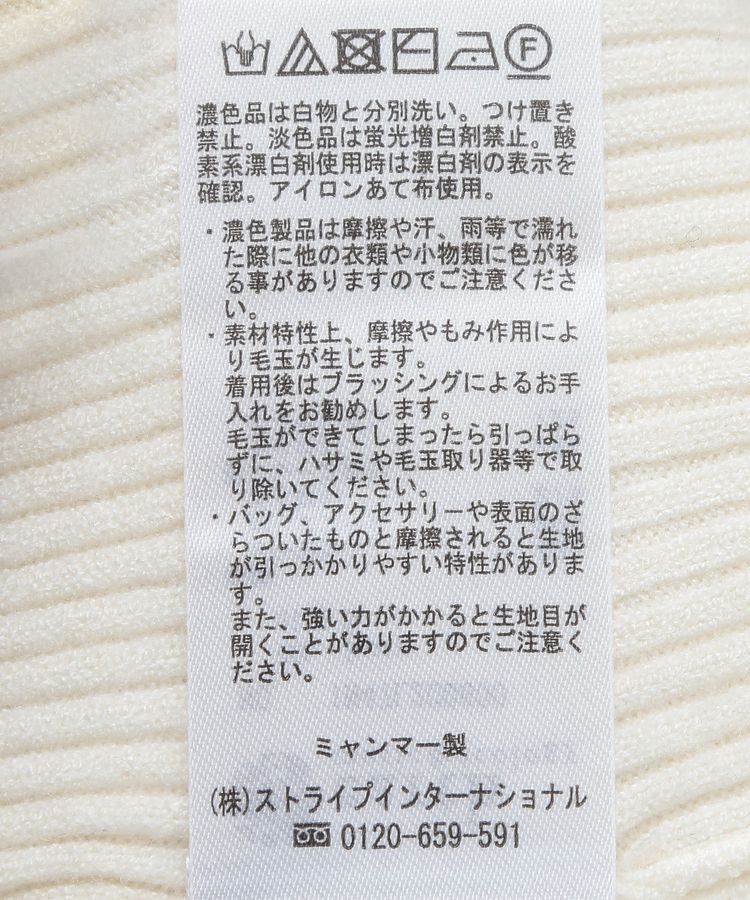 F
濃色品は白物と分別洗い。つけ置き
禁止。淡色品は蛍光増白剤禁止。酸
素系漂白剤使用時は漂白剤の表示を
確認。アイロンあて布使用。
・濃色製品は摩擦や汗、雨等で濡れ
た際に他の衣類や小物類に色が移
る事がありますのでご注意くださ
い。
・素材特性上、摩擦やもみ作用によ
り毛玉が生じます。
着用後はブラッシングによるお手
入れをお勧めします。
毛玉ができてしまったら引っぱら
ずに、ハサミや毛玉取り器等で取
り除いてください。
・バッグ、アクセサリーや表面のざ
らついたものと摩擦されると生地
が引っかかりやすい特性がありま
す。
また、強い力がかかると生地目が
開くことがありますのでご注意く
ださい。
ミャンマー製
(株)ストライプインターナショナル
0120-659-591